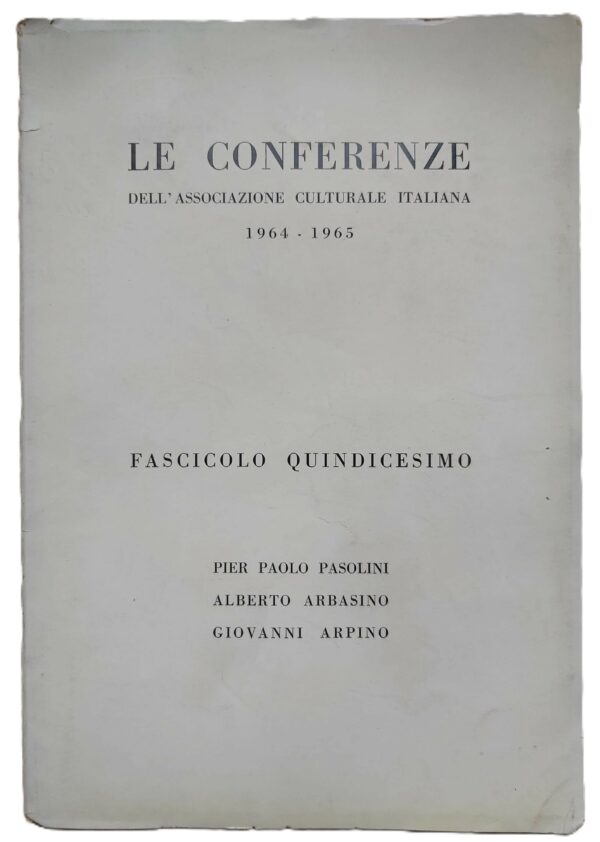 LE CONFERENZE
DELL'ASSOCIAZIONE CULTURALE ITALIANA
1964 - 1965
FASCICOLO QUINDICESIMO
PIER PAOLO PASOLINI
ALBERTO ARBASINO
GIOVANNI ARPINO